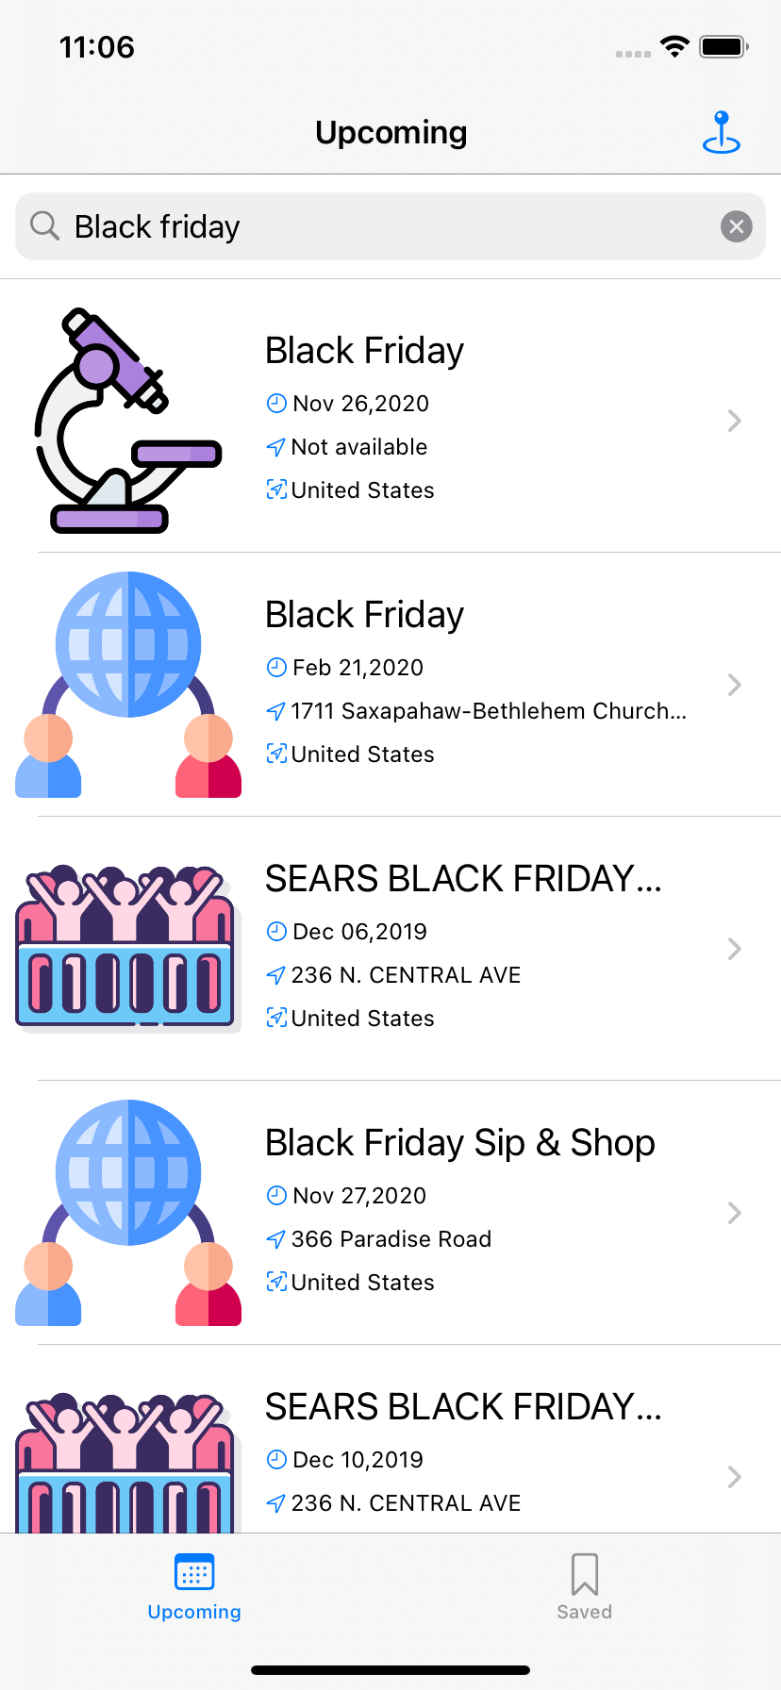 11:06
Upcoming
Black friday
Black Friday
Nov 26,2020
Not available
United States
Black Friday
Feb 21,2020
1711 Saxapahaw-Bethlehem Church...
United States
SEARS BLACK FRIDAY...
Dec 06,2019
236 N. CENTRAL AVE
United States
Black Friday Sip & Shop
Nov 27,2020
366 Paradise Road
United States
SEARS BLACK FRIDAY...
Dec 10,2019
236 N. CENTRAL AVE
Upcoming
Saved